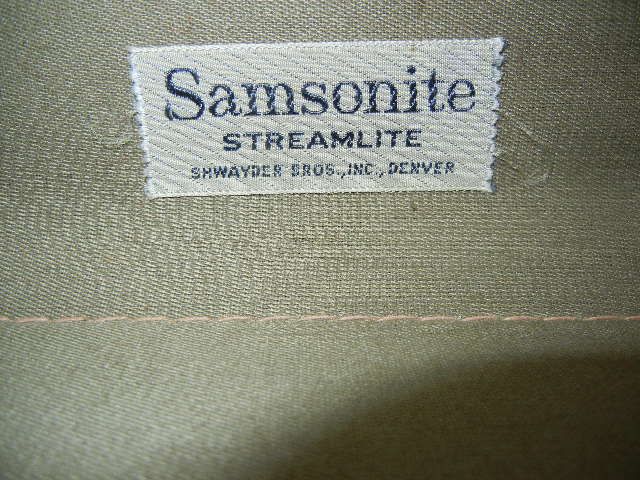 Samsonite
STREAMLITE
SHWAYDER BROS., INC., DENVER